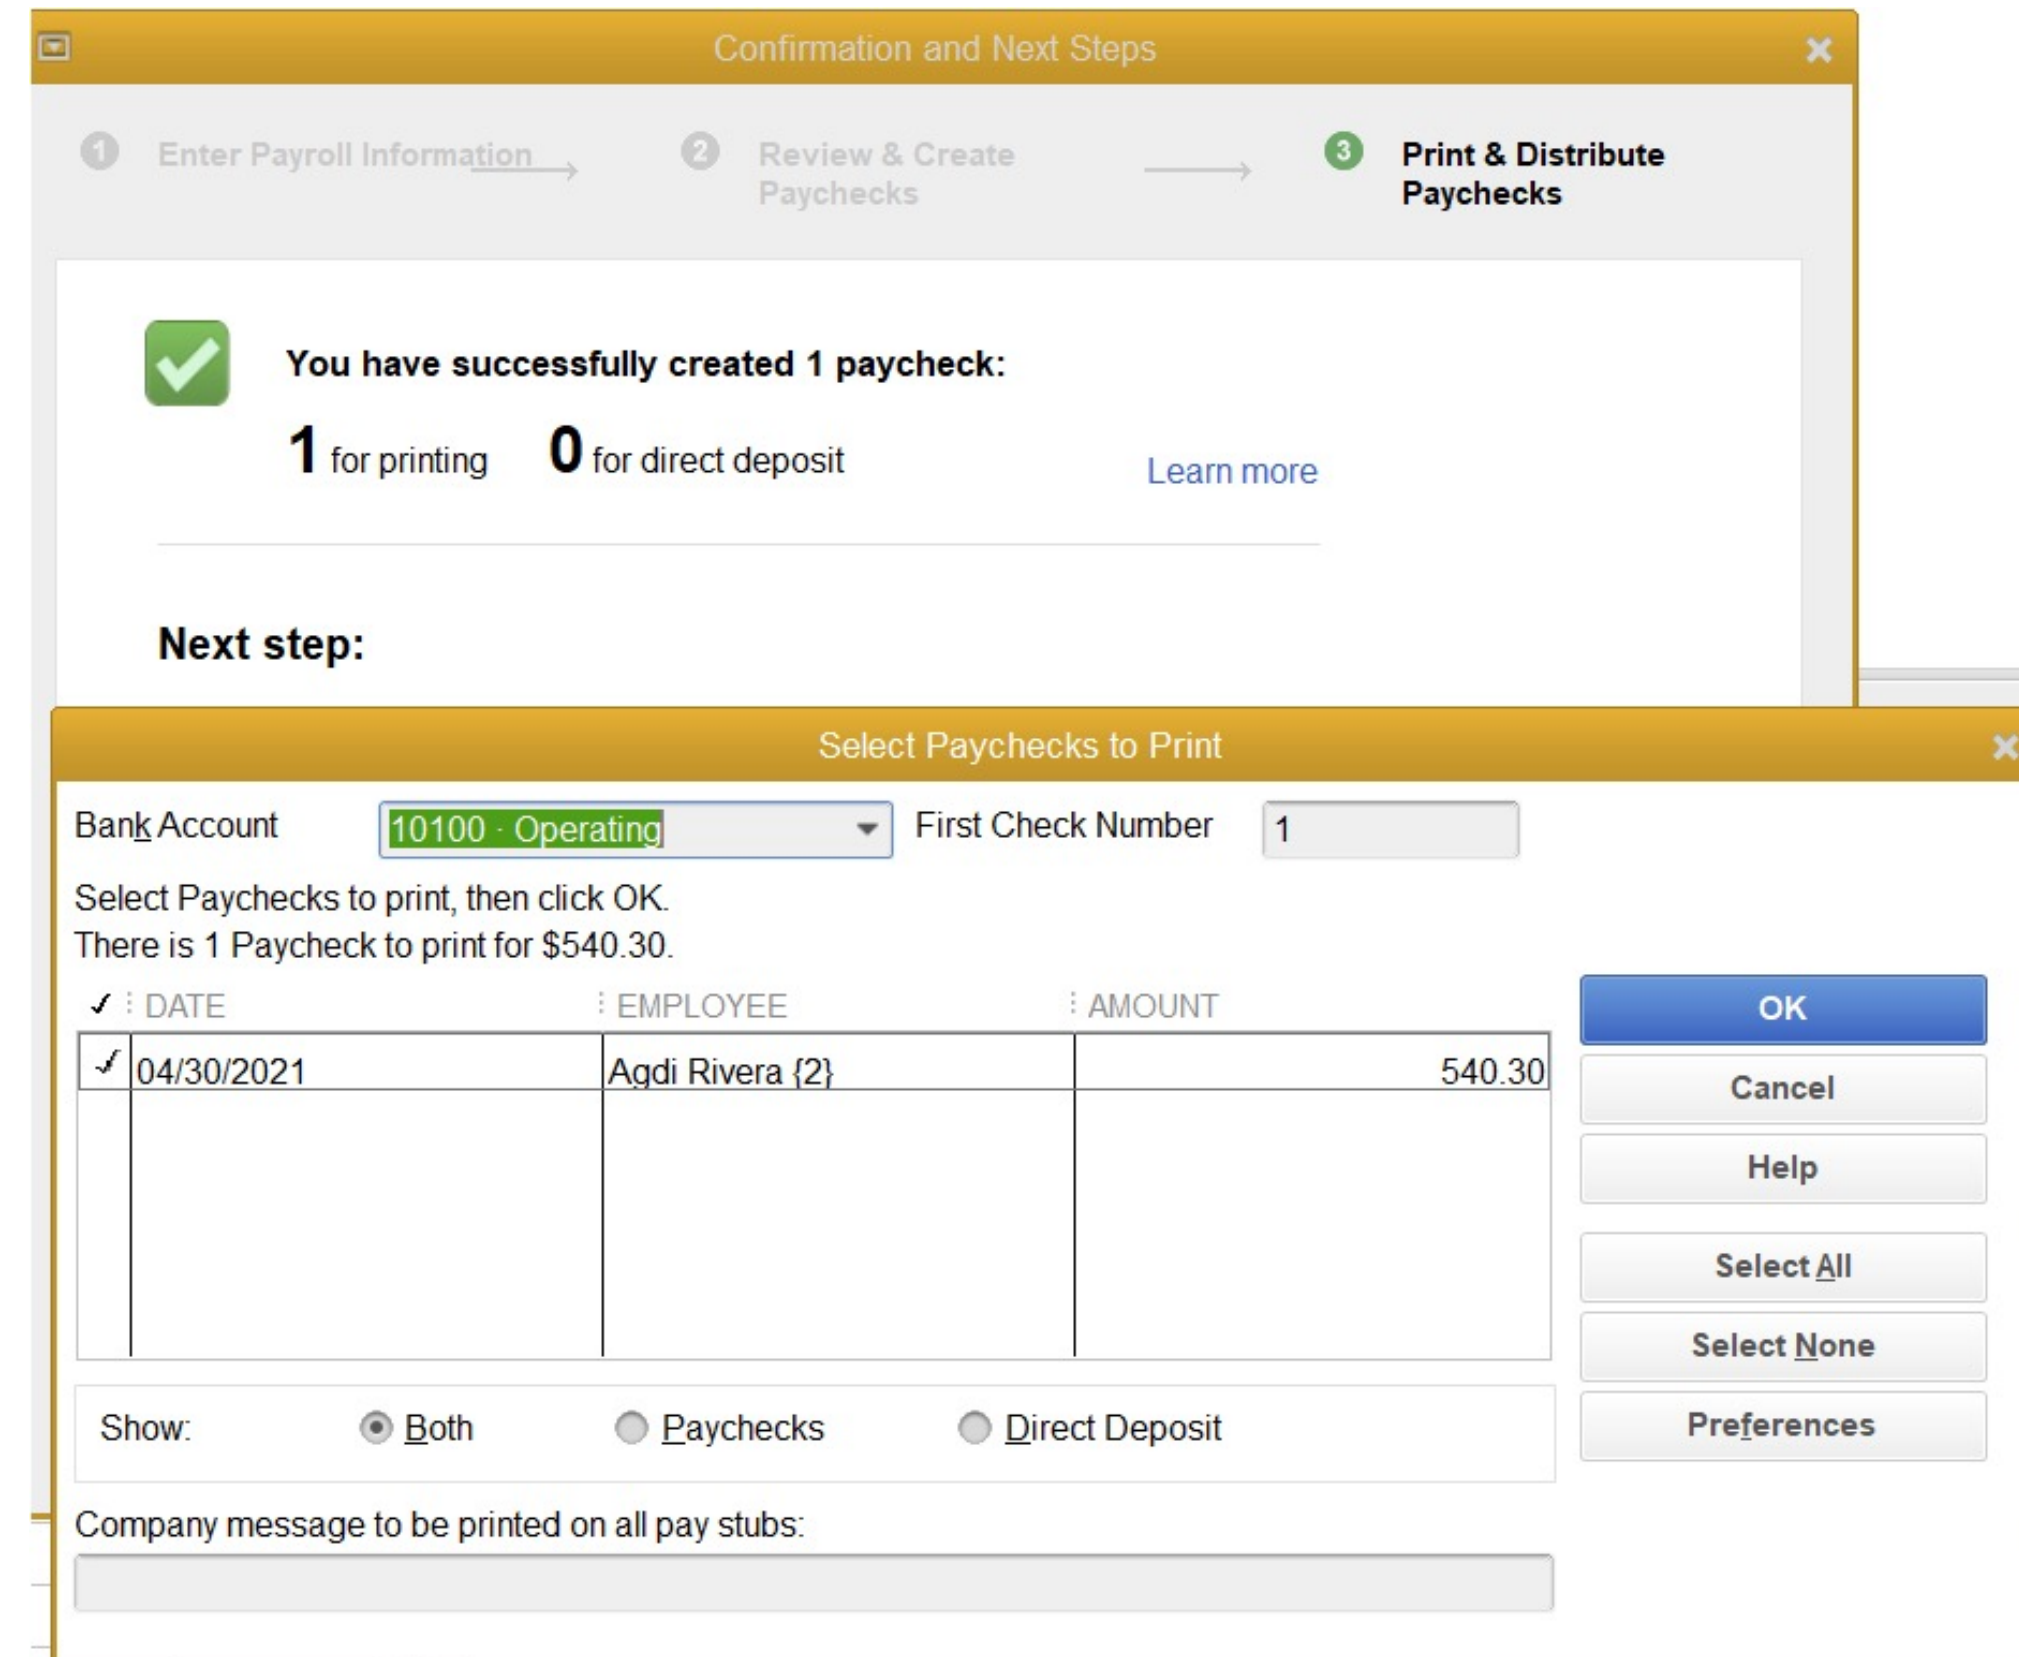 Confirmation and Next Steps
1 Enter Payroll Information
2 Review & Create
Paychecks
3 Print & Distribute
Paychecks
You have successfully created 1 paycheck:
1 for printing 0 for direct deposit
Learn more
Next step:
Select Paychecks to Print
Bank Account 10100 · Operating First Check Number 1
Select Paychecks to print, then click OK.
There is 1 Paycheck to print for $540.30.
DATE EMPLOYEE AMOUNT
04/30/2021 Agdi Rivera {2} 540.30
OK
Cancel
Help
Select All
Select None
Preferences
Show: Both Paychecks Direct Deposit
Company message to be printed on all pay stubs: